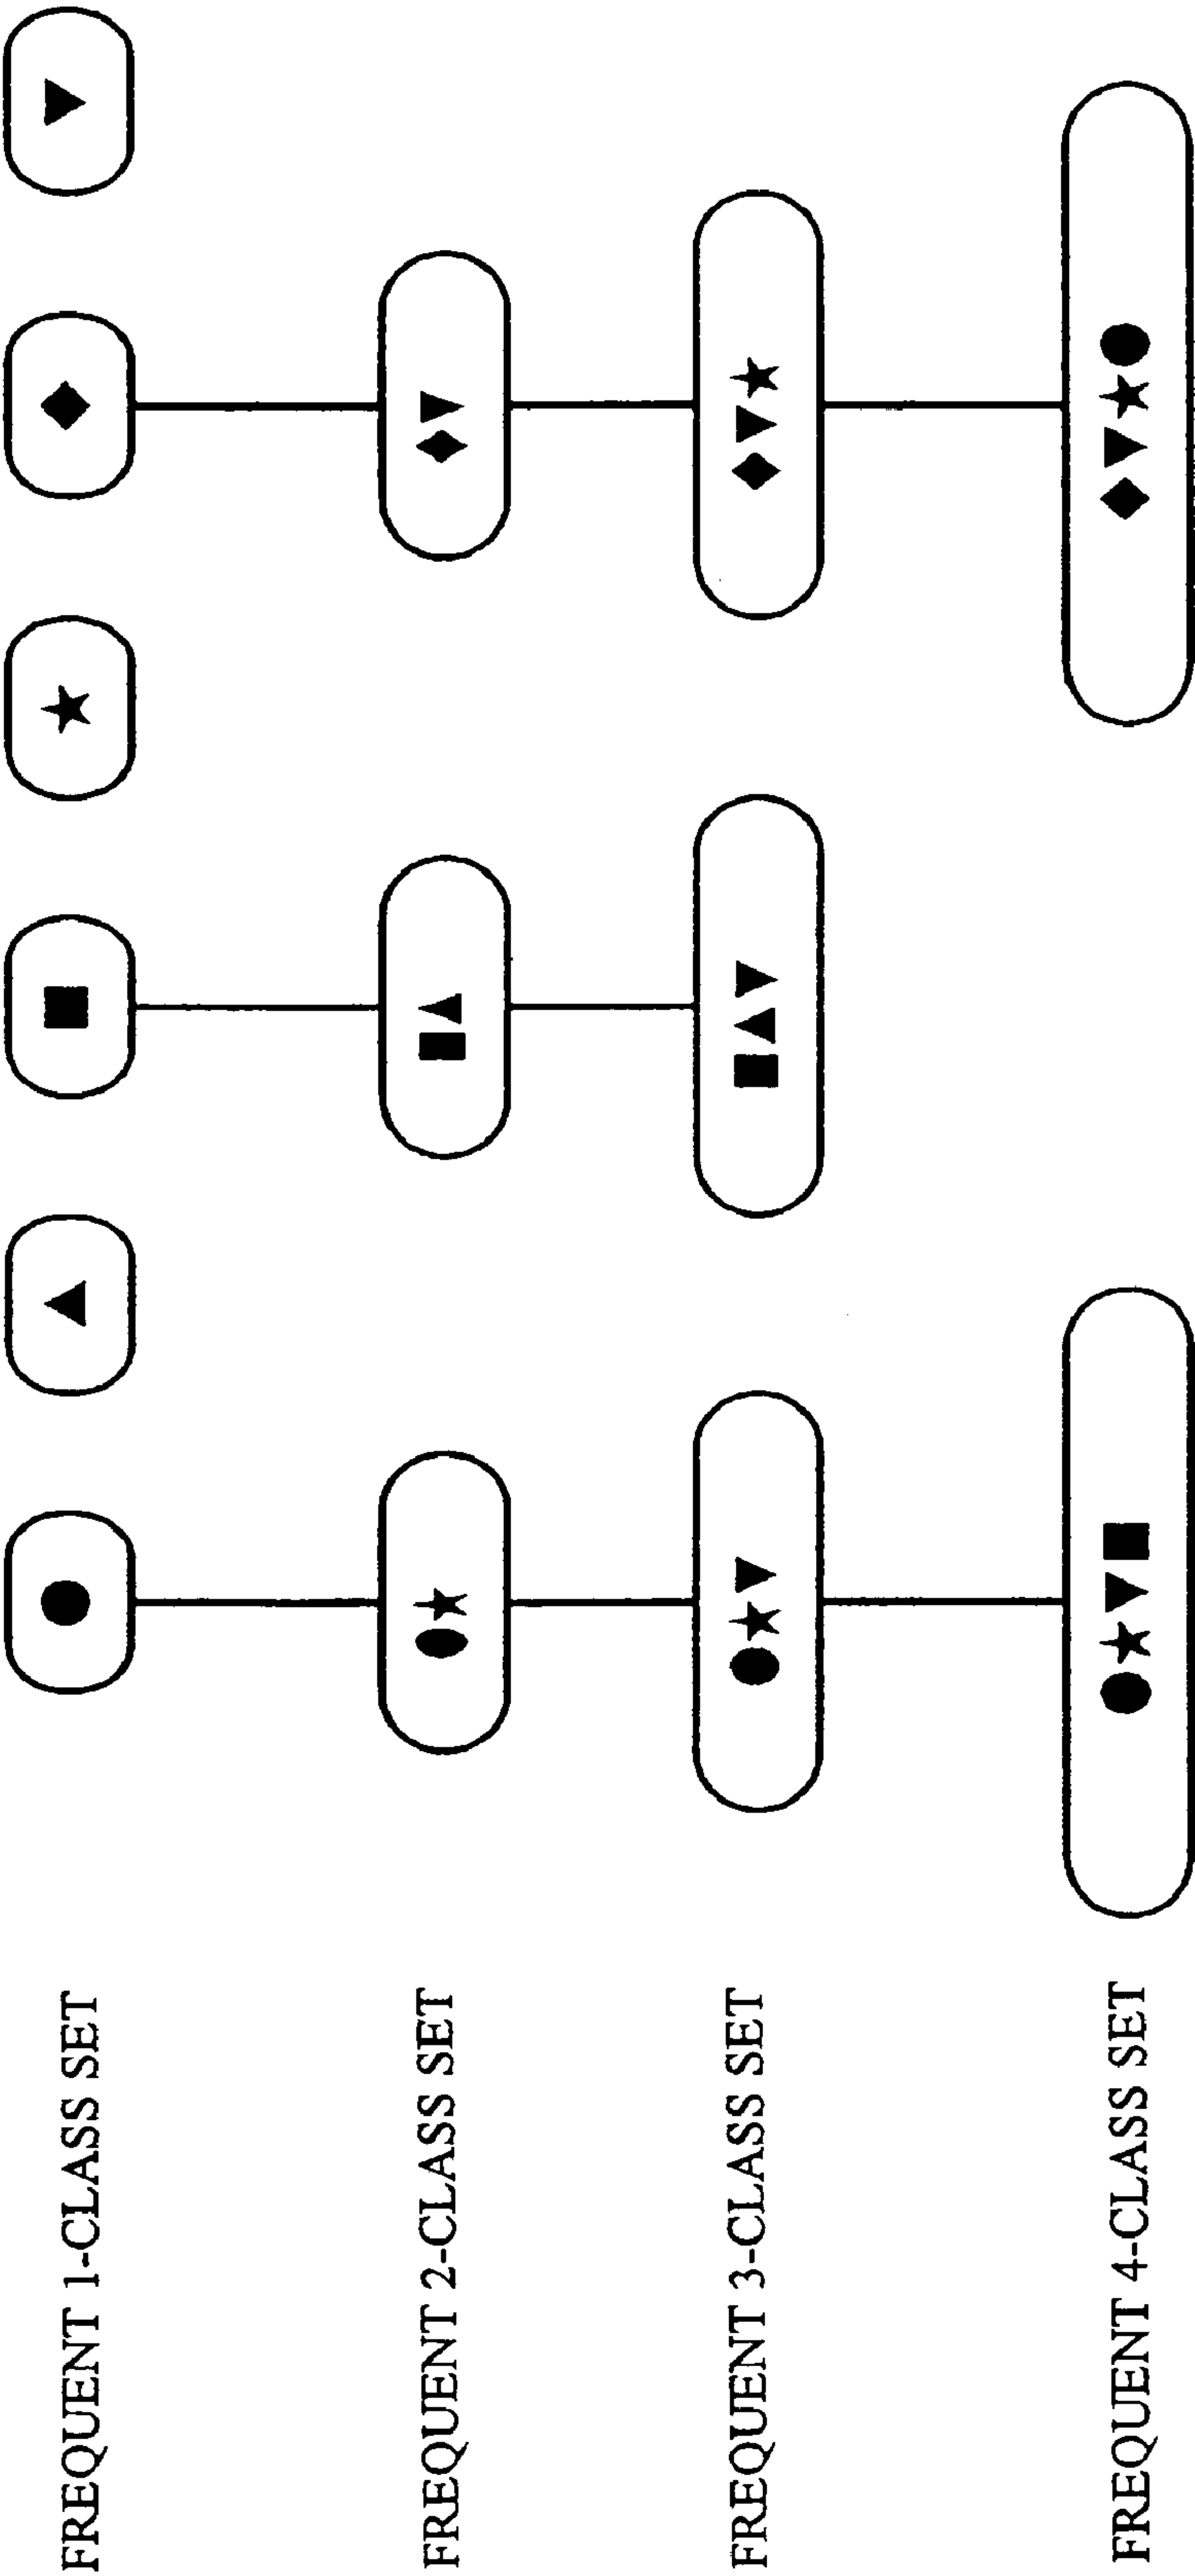 FREQUENT 1-CLASS SET
FREQUENT 2-CLASS SET
FREQUENT 3-CLASS SET
FREQUENT 4-CLASS SET